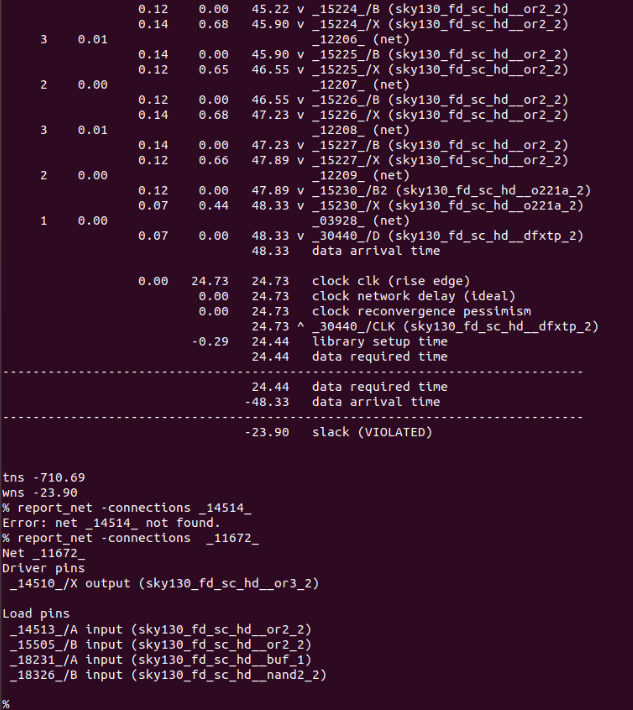 0.12 0.00 45.22 v _15224_/B (sky130_fd_sc_hd__or2_2)
0.14 0.68 45.90 v _15224_/X (sky130_fd_sc_hd__or2_2)
3 0.01 _12206_ (net)
0.14 0.00 45.90 v _15225_/B (sky130_fd_sc_hd__or2_2)
0.12 0.65 46.55 v _15225_/X (sky130_fd_sc_hd__or2_2)
2 0.00 _12207_ (net)
0.12 0.00 46.55 v _15226_/B (sky130_fd_sc_hd__or2_2)
0.14 0.68 47.23 v _15226_/X (sky130_fd_sc_hd__or2_2)
3 0.01 _12208_ (net)
0.14 0.00 47.23 v _15227_/B (sky130_fd_sc_hd__or2_2)
0.12 0.66 47.89 v _15227_/X (sky130_fd_sc_hd__or2_2)
2 0.00 _12209_ (net)
0.12 0.00 47.89 v _15230_/B2 (sky130_fd_sc_hd__o221a_2)
0.07 0.44 48.33 v _15230_/X (sky130_fd_sc_hd__o221a_2)
1 0.00 _03928_ (net)
0.07 0.00 48.33 v _30440_/D (sky130_fd_sc_hd__dfxtp_2)
48.33 data arrival time
0.00 24.73 24.73 clock clk (rise edge)
0.00 24.73 clock network delay (ideal)
0.00 24.73 clock reconvergence pessimism
24.73 ^ _30440_/CLK (sky130_fd_sc_hd__dfxtp_2)
-0.29 24.44 library setup time
24.44 data required time
-----------------------------------------------------------------------------
24.44 data required time
-48.33 data arrival time
-----------------------------------------------------------------------------
-23.90 slack (VIOLATED)
tns -710.69
wns -23.90
% report_net -connections _14514_
Error: net _14514_ not found.
% report_net -connections  _11672_
Net _11672_
Driver pins
_14510_/X output (sky130_fd_sc_hd__or3_2)
Load pins
_14513_/A input (sky130_fd_sc_hd__or2_2)
_15505_/B input (sky130_fd_sc_hd__or2_2)
_18231_/A input (sky130_fd_sc_hd__buf_1)
_18326_/B input (sky130_fd_sc_hd__nand2_2)
%